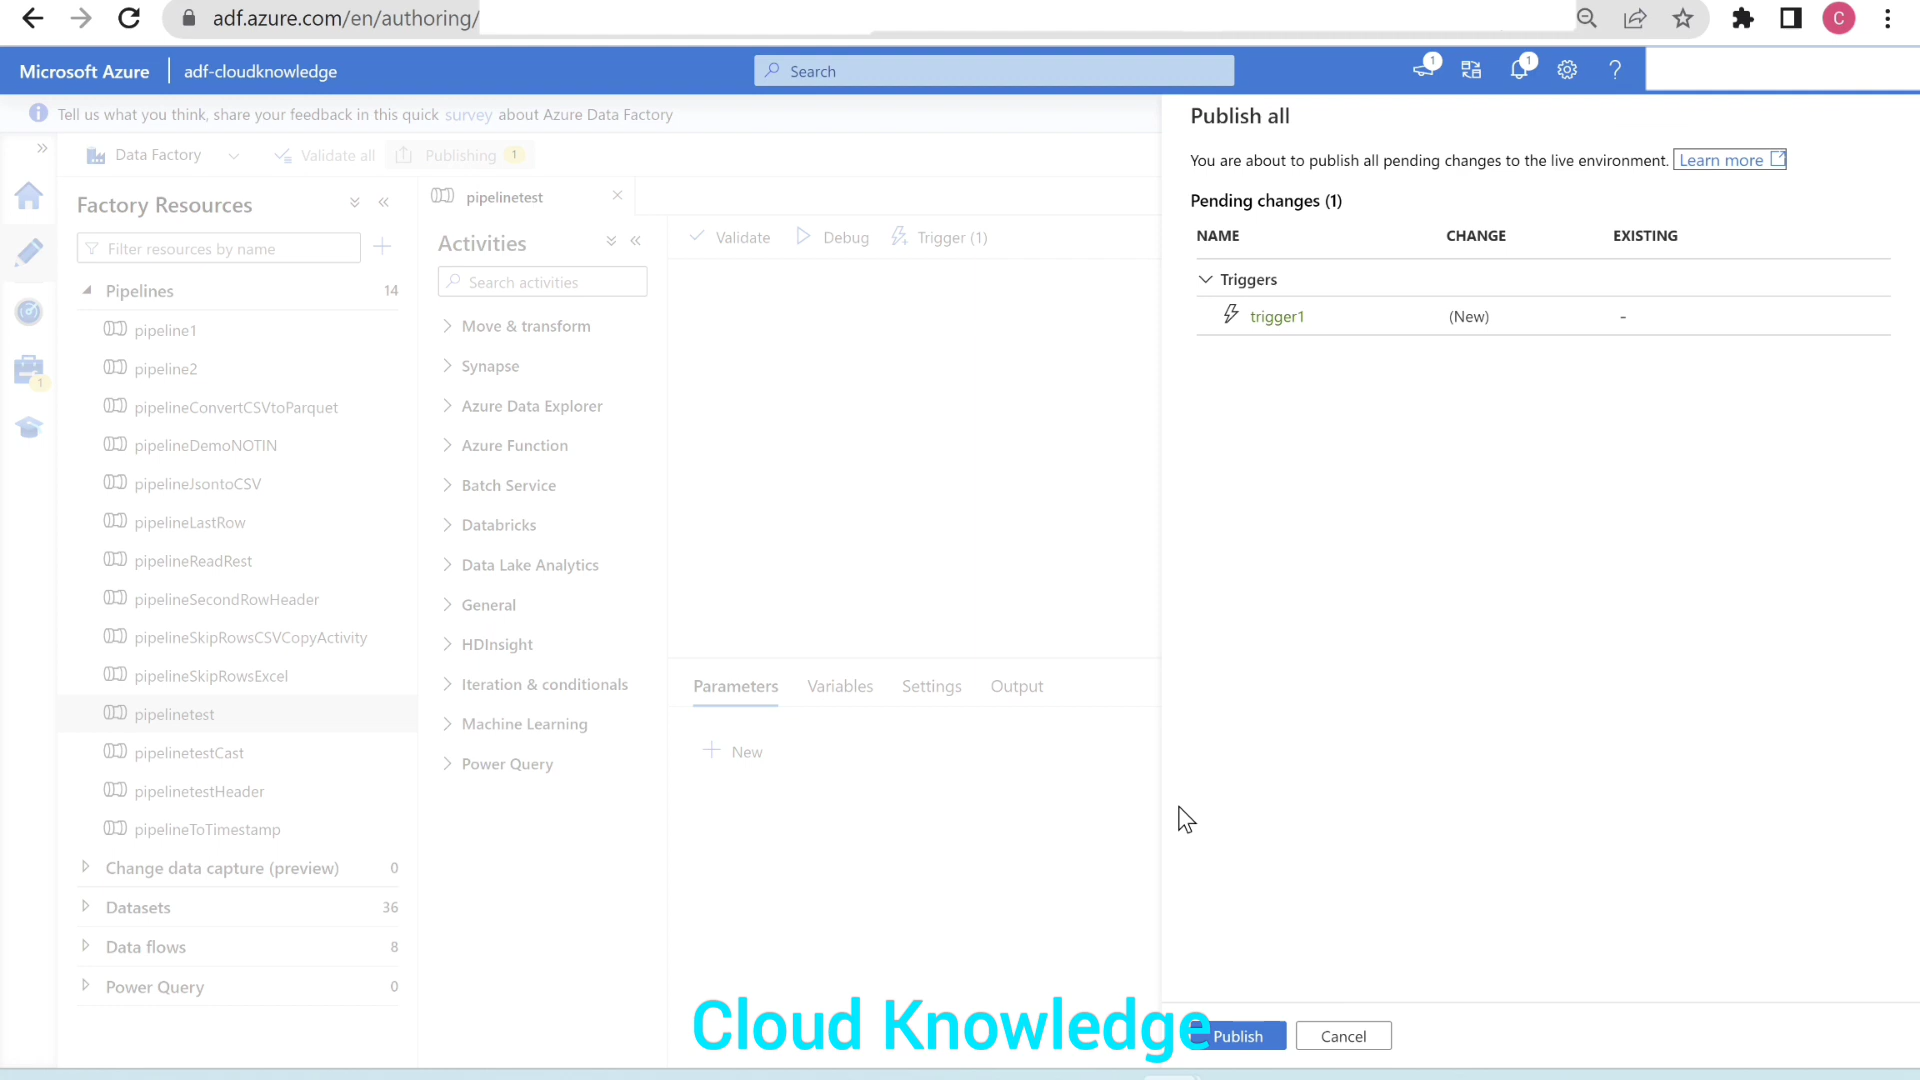 adf.azure.com/en/authoring/
C
Microsoft Azure
adf-cloudknowledge
Search
1
1
?
Tell us what you think, share your feedback in this quick survey about Azure Data Factory
Data Factory
Validate all
Publishing 1
Factory Resources
Filter resources by name
Pipelines 14
pipeline1
pipeline2
pipelineConvertCSVtoParquet
pipelineDemoNOTIN
pipelineJsontoCSV
pipelineLastRow
pipelineReadRest
pipelineSecondRowHeader
pipelineSkipRowsCSVCopyActivity
pipelineSkipRowsExcel
pipelinetest
pipelinetestCast
pipelinetestHeader
pipelineToTimestamp
Change data capture (preview) 0
Datasets 36
Data flows 8
Power Query 0
1
pipelinetest
Activities
Search activities
Move & transform
Synapse
Azure Data Explorer
Azure Function
Batch Service
Databricks
Data Lake Analytics
General
HDInsight
Iteration & conditionals
Machine Learning
Power Query
Validate
Debug
Trigger (1)
Parameters
Variables
Settings
Output
New
Publish all
You are about to publish all pending changes to the live environment. Learn more
Pending changes (1)
NAME CHANGE EXISTING
Triggers
trigger1 (New) -
Publish
Cancel
Cloud Knowledge